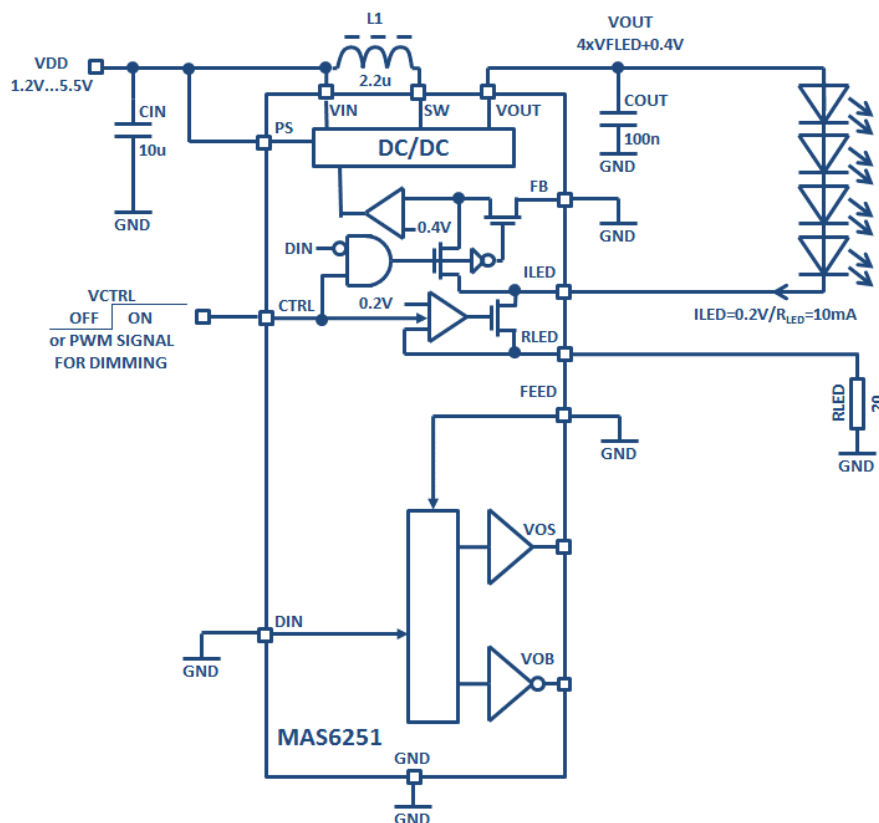 L1
VOUT
4xVFLED+0.4V
VDD
1.2V...5.5V
2.2u
CIN
10u
GND
VIN
SW
VOUT
COUT
100n
GND
PS
DC/DC
FB
GND
0.4V
DIN
ILED
VCTRL
OFF
ON
or PWM SIGNAL
FOR DIMMING
CTRL
0.2V
ILED=0.2V/RLED=10mA
RLED
FEED
GND
RLED
20
GND
VOS
DIN
GND
VOB
MAS6251
GND
GND